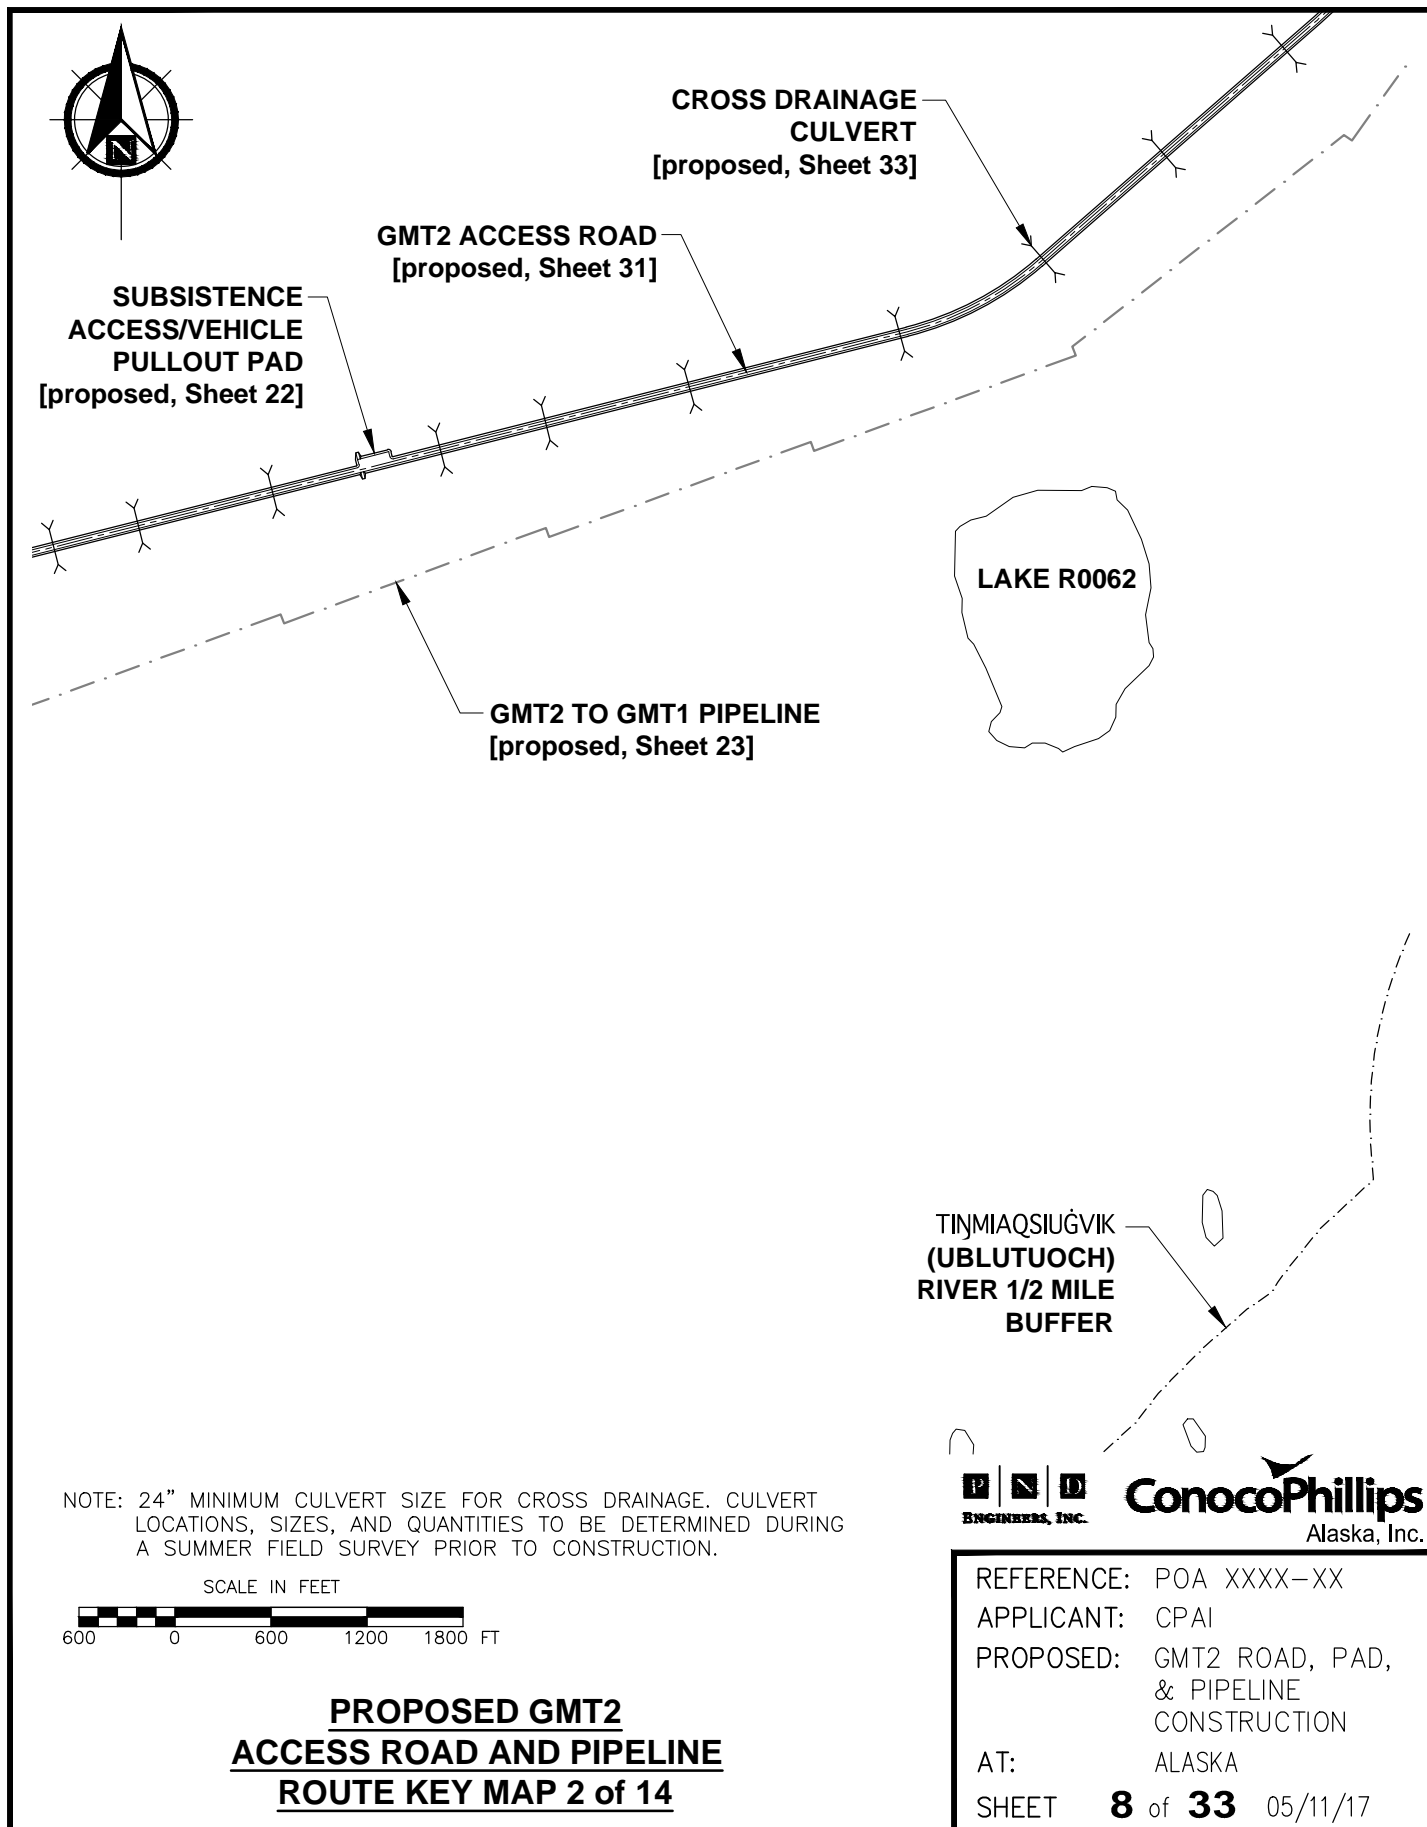 N
CROSS DRAINAGE
CULVERT
[proposed, Sheet 33]
GMT2 ACCESS ROAD
[proposed, Sheet 31]
SUBSISTENCE
ACCESS/VEHICLE
PULLOUT PAD
[proposed, Sheet 22]
LAKE R0062
GMT2 TO GMT1 PIPELINE
[proposed, Sheet 23]
TIŊMIAQSIUĠVIK
(UBLUTUOCH)
RIVER 1/2 MILE
BUFFER
NOTE: 24” MINIMUM CULVERT SIZE FOR CROSS DRAINAGE. CULVERT
LOCATIONS, SIZES, AND QUANTITIES TO BE DETERMINED DURING
A SUMMER FIELD SURVEY PRIOR TO CONSTRUCTION.
SCALE IN FEET
600 0 600 1200 1800 FT
PROPOSED GMT2
ACCESS ROAD AND PIPELINE
ROUTE KEY MAP 2 of 14
P N D
ENGINEERS, INC.
ConocoPhillips
Alaska, Inc.
REFERENCE: POA XXXX-XX
APPLICANT: CPAI
PROPOSED: GMT2 ROAD, PAD,
& PIPELINE
CONSTRUCTION
AT: ALASKA
SHEET 8 of 33 05/11/17